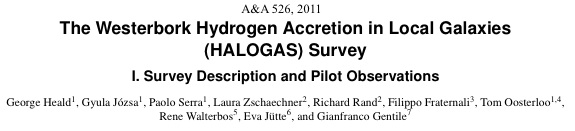 A&A 526, 2011
The Westerbork Hydrogen Accretion in Local Galaxies
(HALOGAS) Survey
I. Survey Description and Pilot Observations
George Heald¹, Gyula Józsa¹, Paolo Serra¹, Laura Zschaechner², Richard Rand², Filippo Fraternali³, Tom Oosterloo¹,⁴,
Rene Walterbos⁵, Eva Jütte⁶, and Gianfranco Gentile⁷